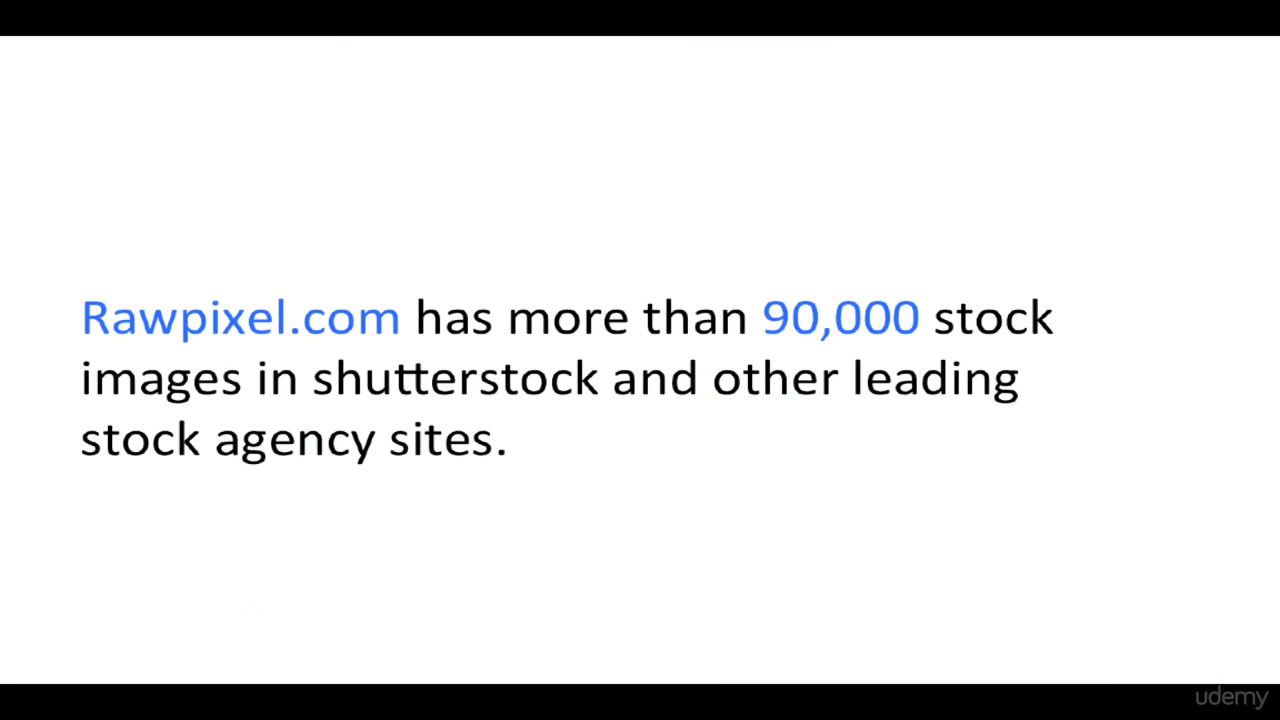 Rawpixel.com has more than 90,000 stock
images in shutterstock and other leading
stock agency sites.
udemy